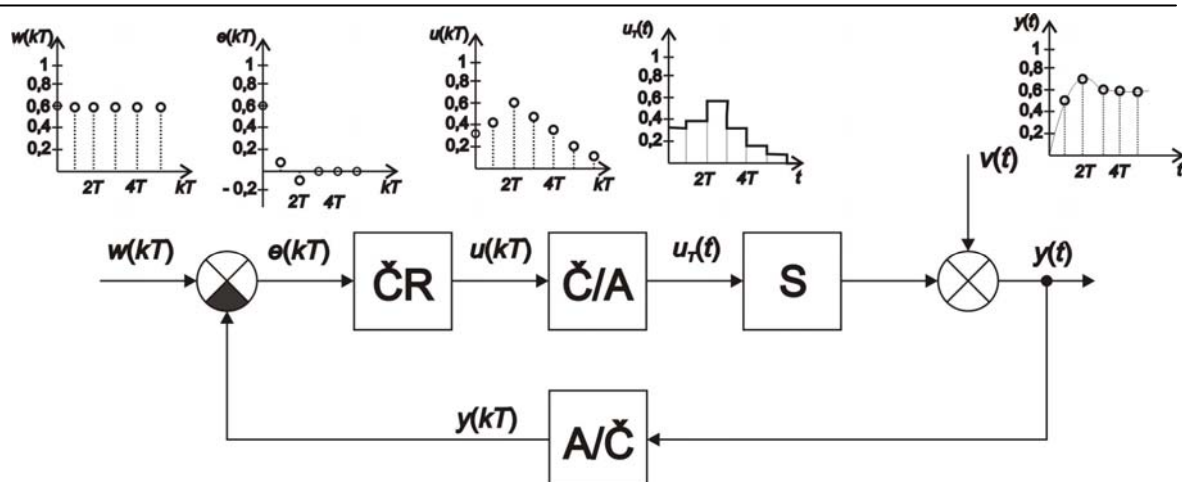 w(kT)
1
0,8
0,6
0,4
0,2
2T 4T kT
e(kT)
1
0,8
0,6
0,4
0,2
- 0,2
2T 4T
kT
u(kT)
1
0,8
0,6
0,4
0,2
2T 4T kT
u_T(t)
1
0,8
0,6
0,4
0,2
2T 4T t
y(t)
1
0,8
0,6
0,4
0,2
2T 4T t
v(t)
w(kT)
e(kT)
ČR
u(kT)
Č/A
u_T(t)
S
y(t)
y(kT)
A/Č